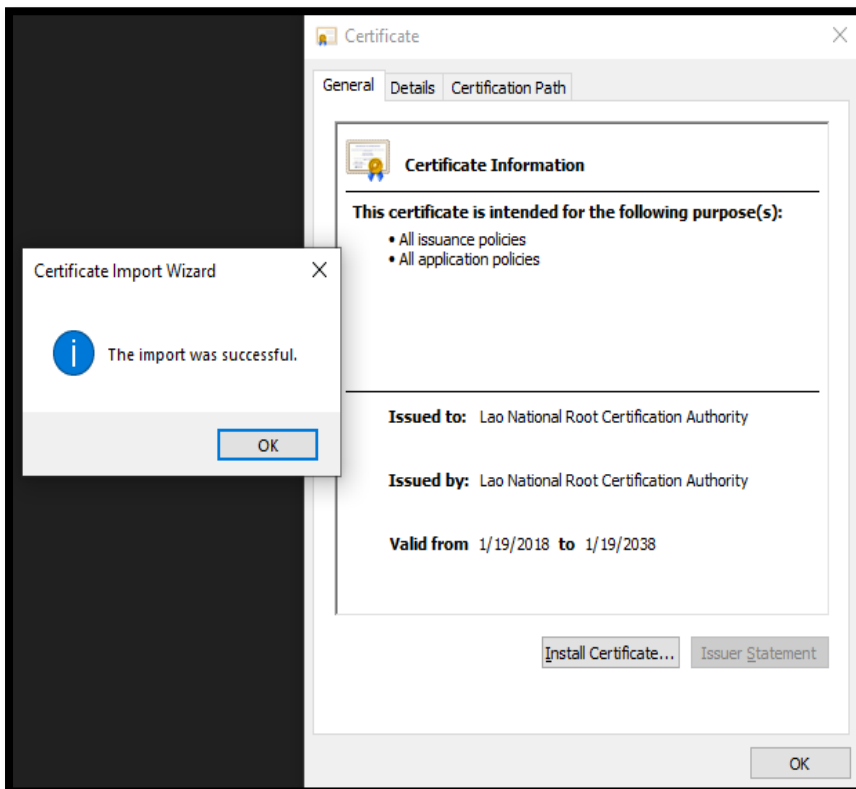 Certificate
General Details Certification Path
Certificate Information
This certificate is intended for the following purpose(s):
• All issuance policies
• All application policies
Certificate Import Wizard
The import was successful.
OK
Issued to: Lao National Root Certification Authority
Issued by: Lao National Root Certification Authority
Valid from 1/19/2018 to 1/19/2038
Install Certificate... Issuer Statement
OK